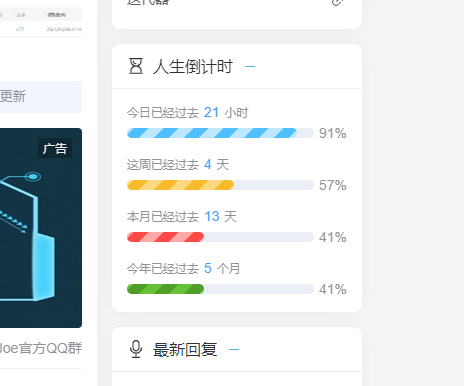 更新
广告
Joe官方QQ群
人生倒计时
今日已经过去 21 小时
91%
这周已经过去 4 天
57%
本月已经过去 13 天
41%
今年已经过去 5 个月
41%
最新回复